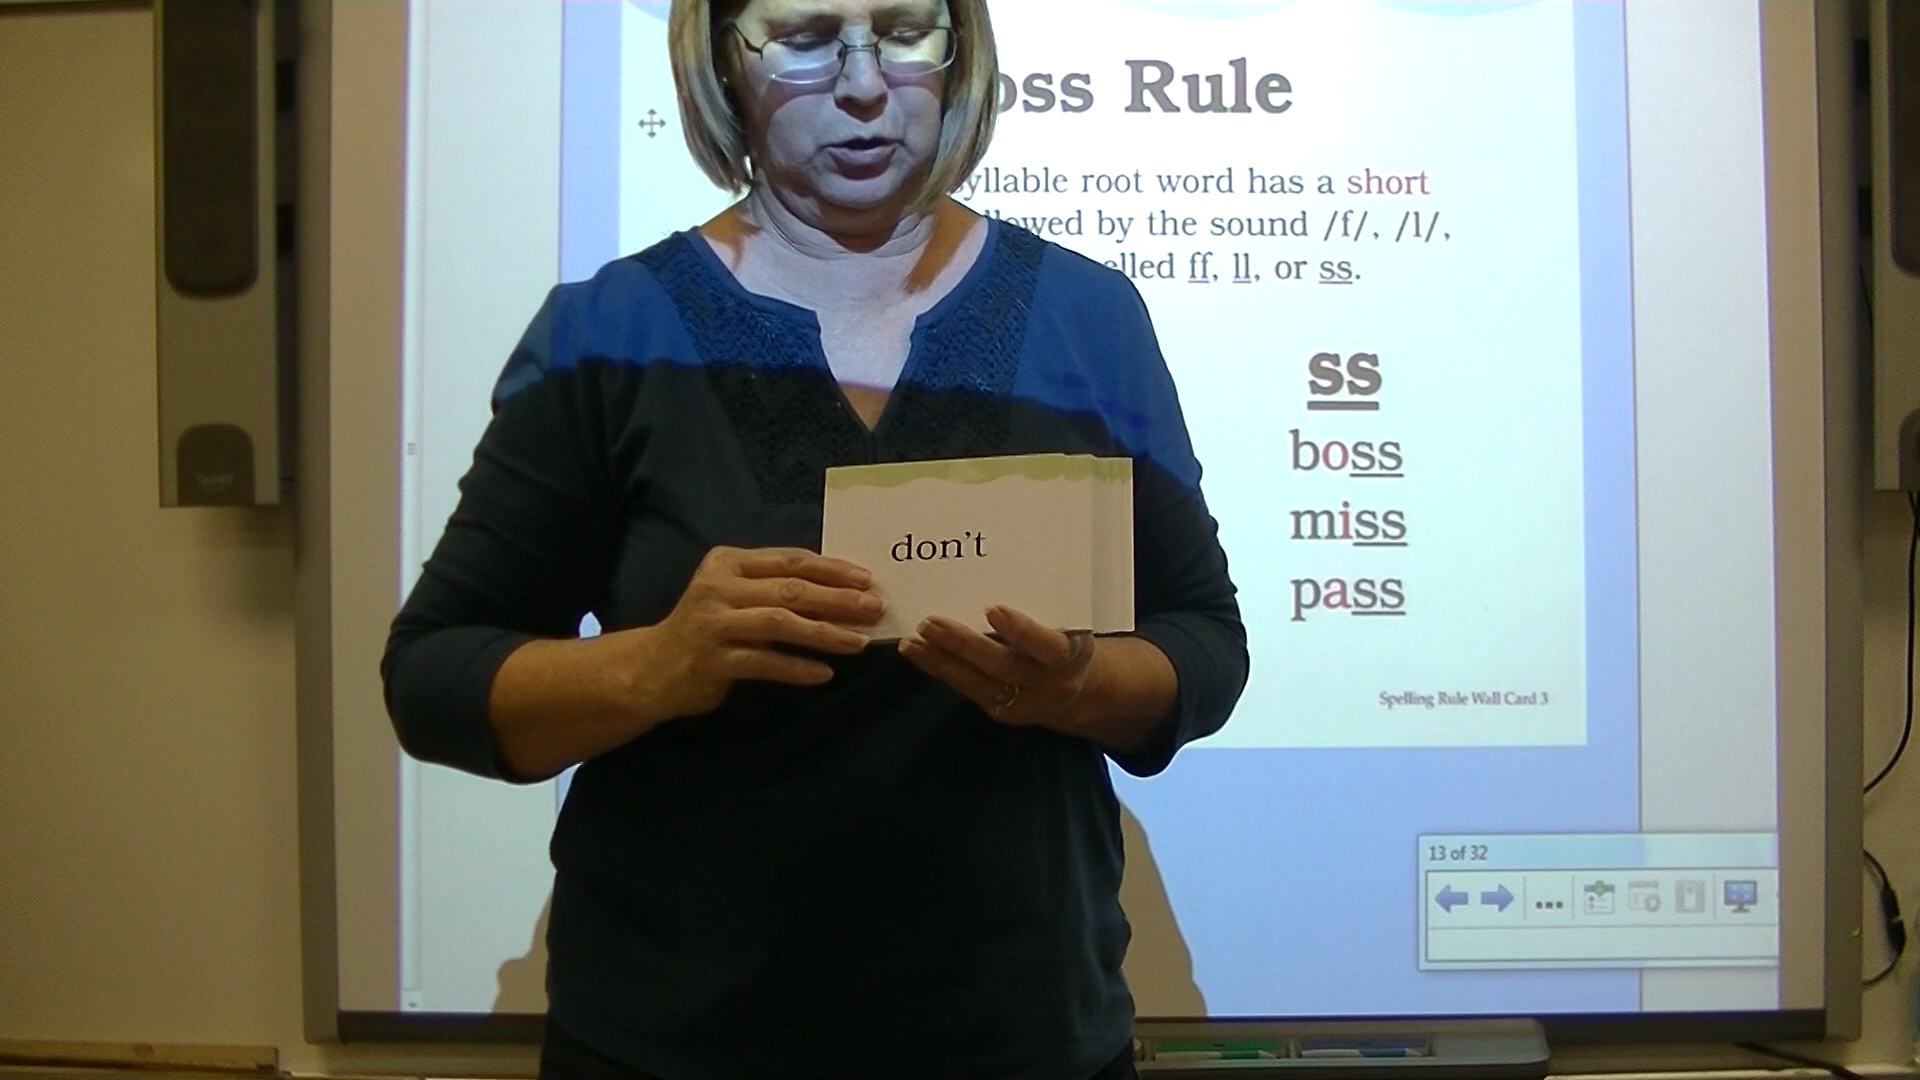 oss Rule
syllable root word has a short
llowed by the sound /f/, /l/,
elled ff, ll, or ss.
ss
boss
miss
pass
don't
Spelling Rule Wall Card 3
13 of 32